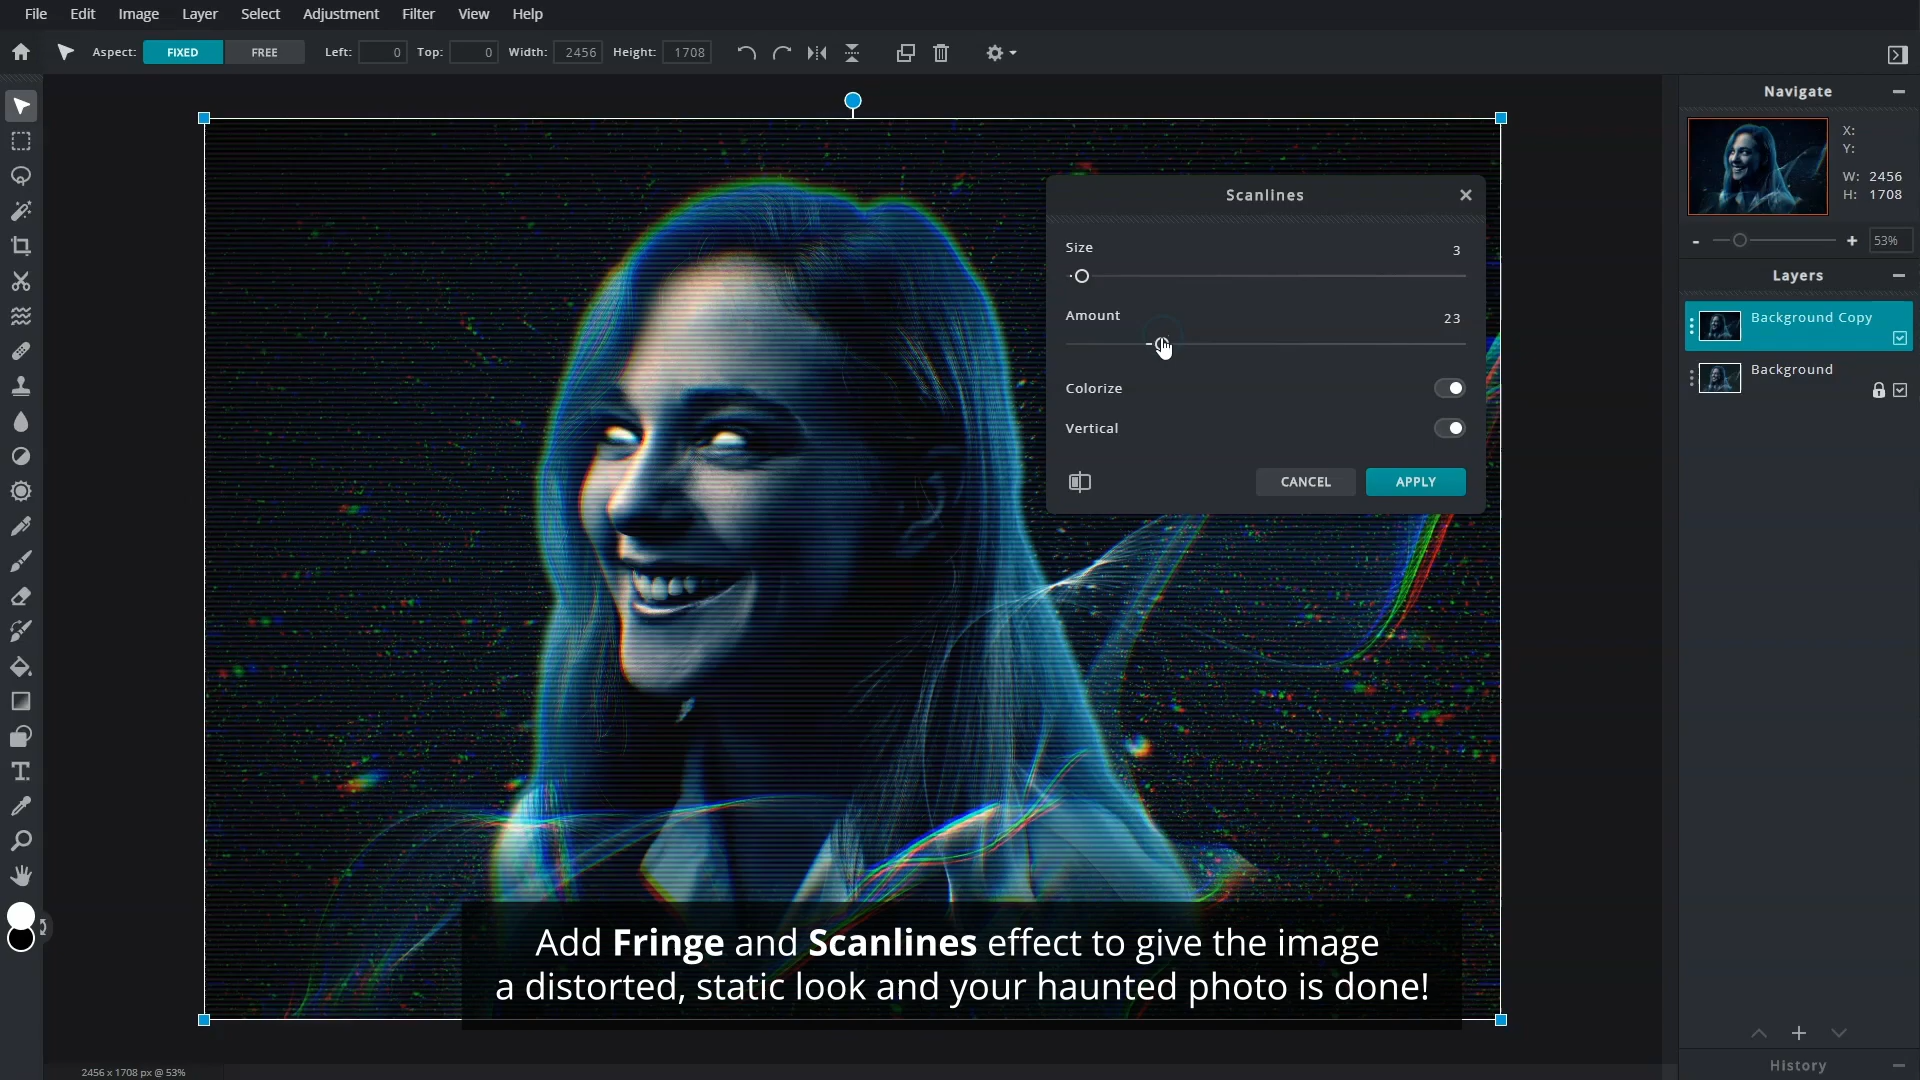 File Edit Image Layer Select Adjustment Filter View Help
Aspect: FIXED FREE Left: 0 Top: 0 Width: 2456 Height: 1708
Navigate
X:
Y:
W: 2456
H: 1708
- + 53%
Scanlines
Size 3
Amount 23
Colorize
Vertical
CANCEL APPLY
Layers
Background Copy
Background
Add Fringe and Scanlines effect to give the image
a distorted, static look and your haunted photo is done!
History
2456 x 1708 px @ 53%